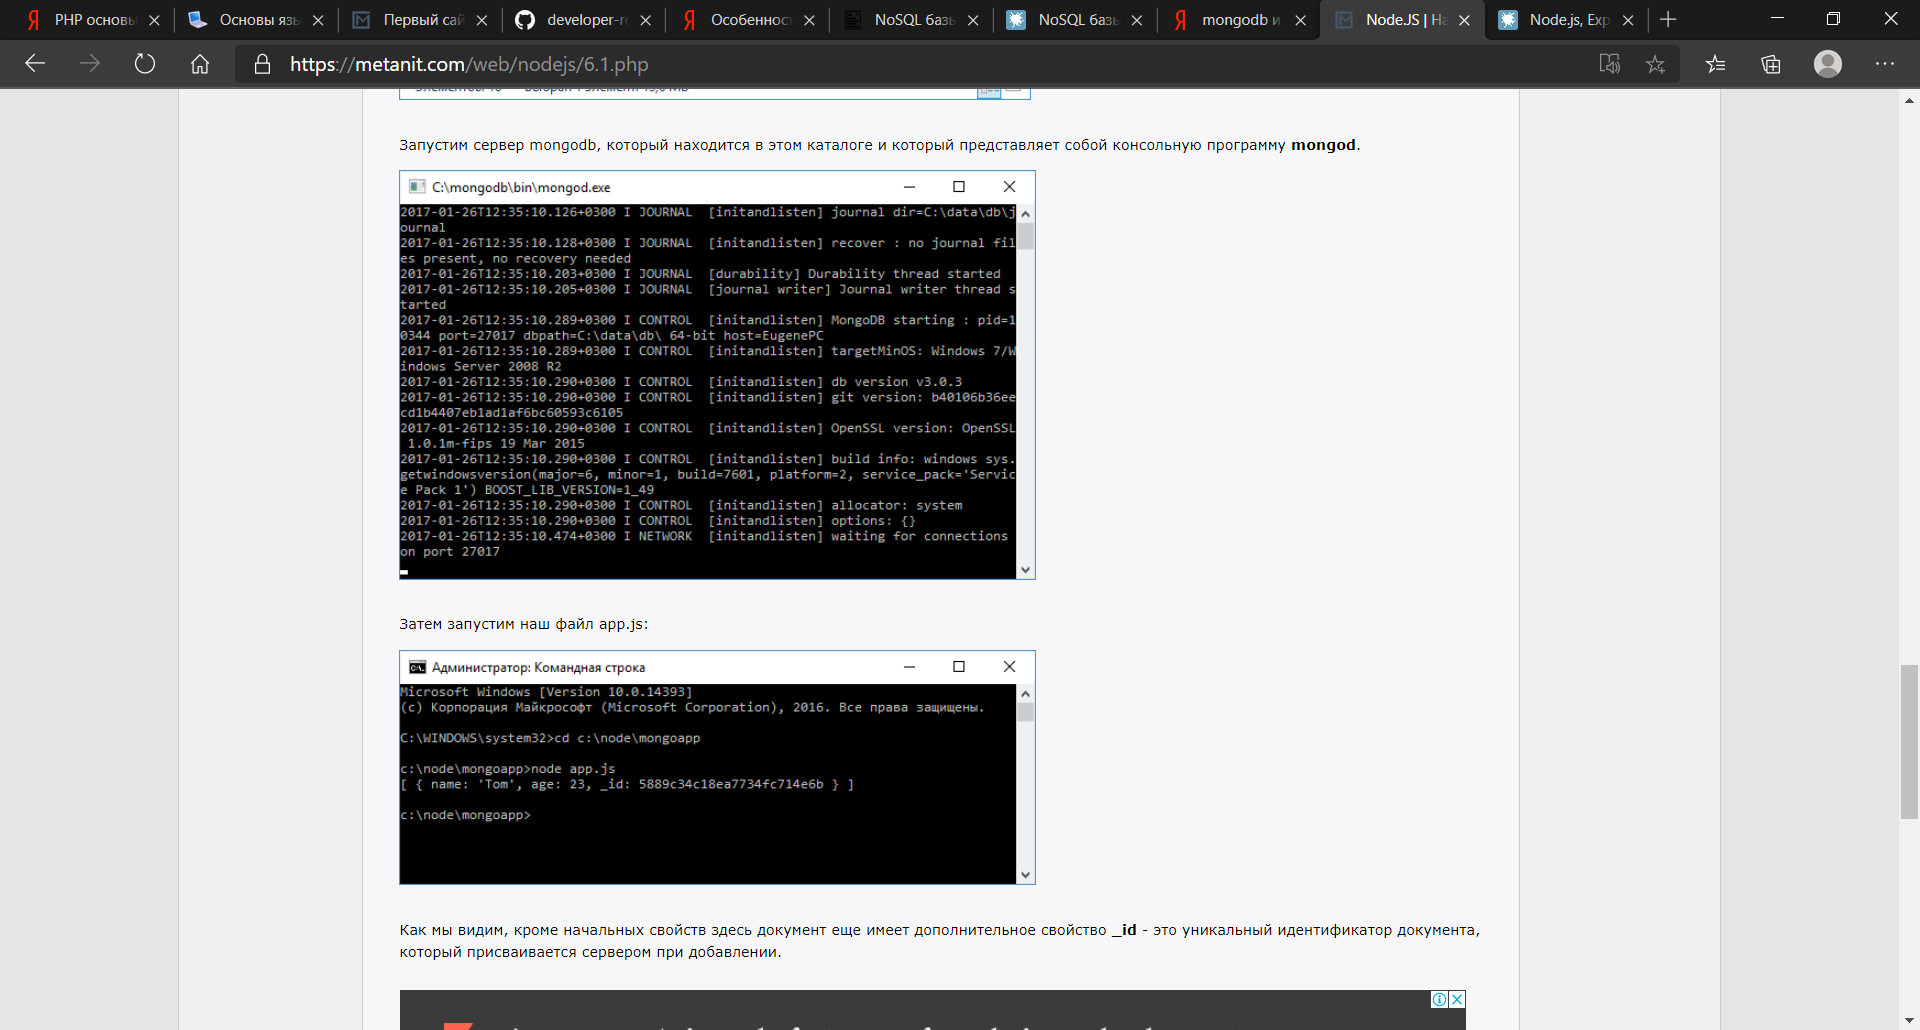 PHP основы
Основы язы
Первый сай
developer-ro
Особеннос
NoSQL базы
NoSQL базы
mongodb и
Node.JS | На
Node.js, Exp
https://metanit.com/web/nodejs/6.1.php
Запустим сервер mongodb, который находится в этом каталоге и который представляет собой консольную программу mongod.
C:\mongodb\bin\mongod.exe
2017-01-26T12:35:10.126+0300 I JOURNAL  [initandlisten] journal dir=C:\data\db\j
ournal
2017-01-26T12:35:10.128+0300 I JOURNAL  [initandlisten] recover : no journal fil
es present, no recovery needed
2017-01-26T12:35:10.203+0300 I JOURNAL  [durability] Durability thread started
2017-01-26T12:35:10.205+0300 I JOURNAL  [journal writer] Journal writer thread s
tarted
2017-01-26T12:35:10.289+0300 I CONTROL  [initandlisten] MongoDB starting : pid=1
0344 port=27017 dbpath=C:\data\db\ 64-bit host=EugenePC
2017-01-26T12:35:10.289+0300 I CONTROL  [initandlisten] targetMinOS: Windows 7/W
indows Server 2008 R2
2017-01-26T12:35:10.290+0300 I CONTROL  [initandlisten] db version v3.0.3
2017-01-26T12:35:10.290+0300 I CONTROL  [initandlisten] git version: b40106b36ee
cd1b4407eb1ad1af6bc60593c6105
2017-01-26T12:35:10.290+0300 I CONTROL  [initandlisten] OpenSSL version: OpenSSL
1.0.1m-fips 19 Mar 2015
2017-01-26T12:35:10.290+0300 I CONTROL  [initandlisten] build info: windows sys.
getwindowsversion(major=6, minor=1, build=7601, platform=2, service_pack='Servic
e Pack 1') BOOST_LIB_VERSION=1_49
2017-01-26T12:35:10.290+0300 I CONTROL  [initandlisten] allocator: system
2017-01-26T12:35:10.290+0300 I CONTROL  [initandlisten] options: {}
2017-01-26T12:35:10.474+0300 I NETWORK  [initandlisten] waiting for connections
on port 27017
Затем запустим наш файл app.js:
Администратор: Командная строка
Microsoft Windows [Version 10.0.14393]
(c) Корпорация Майкрософт (Microsoft Corporation), 2016. Все права защищены.
C:\WINDOWS\system32>cd c:\node\mongoapp
c:\node\mongoapp>node app.js
[ { name: 'Tom', age: 23, _id: 5889c34c18ea7734fc714e6b } ]
c:\node\mongoapp>
Как мы видим, кроме начальных свойств здесь документ еще имеет дополнительное свойство _id - это уникальный идентификатор документа,
который присваивается сервером при добавлении.